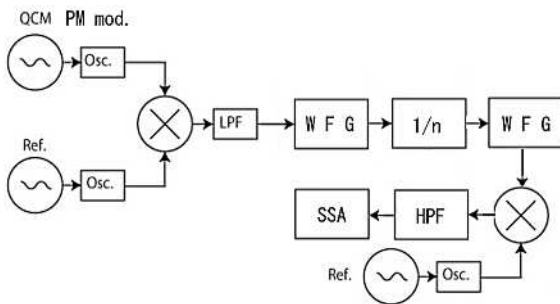 QCM PM mod.
Osc.
LPF
W F G
1/n
W F G
Ref.
Osc.
SSA
HPF
Ref.
Osc.